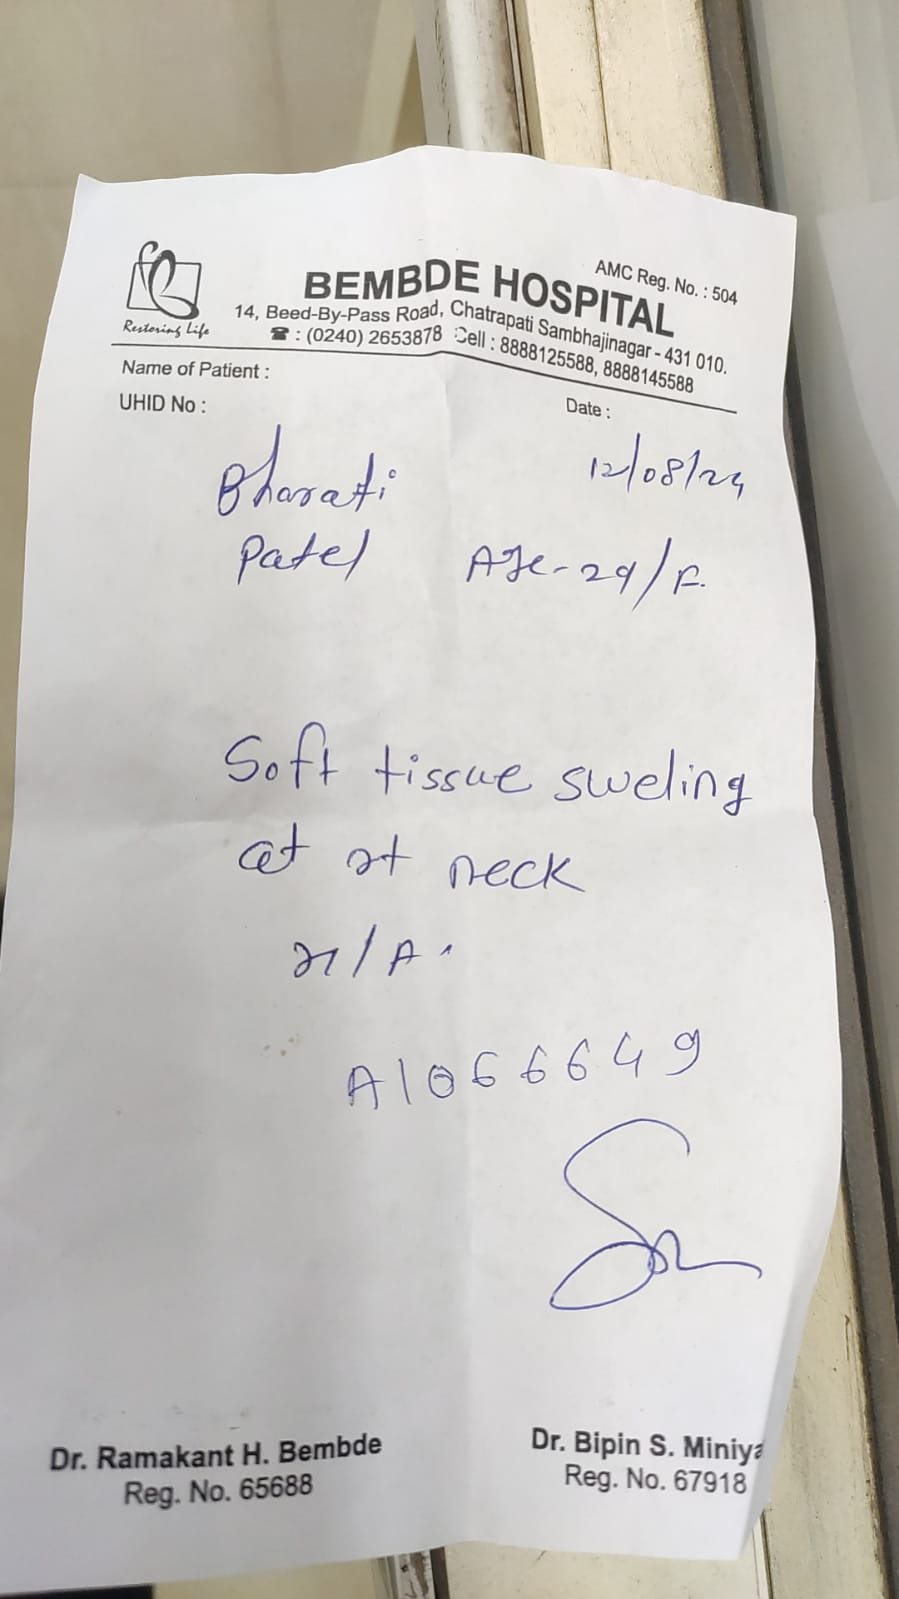 AMC Reg. No. : 504
Restoring Life
BEMBDE HOSPITAL
14, Beed-By-Pass Road, Chatrapati Sambhajinagar - 431 010.
☎ : (0240) 2653878 Cell : 8888125588, 8888145588
Name of Patient :
UHID No :
Date :
Bharati 12/08/24
Patel Age-29/F.
Soft tissue sweling
at rt neck
A1066649
Dr. Ramakant H. Bembde
Reg. No. 65688
Dr. Bipin S. Miniya
Reg. No. 67918